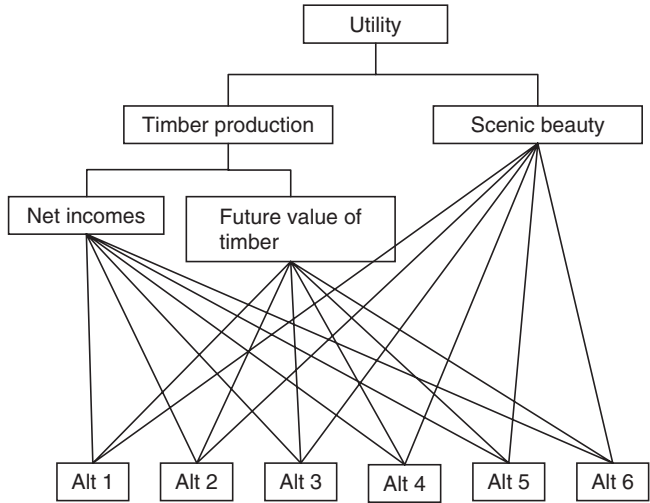 Utility
Timber production
Scenic beauty
Net incomes
Future value of
timber
Alt 1
Alt 2
Alt 3
Alt 4
Alt 5
Alt 6